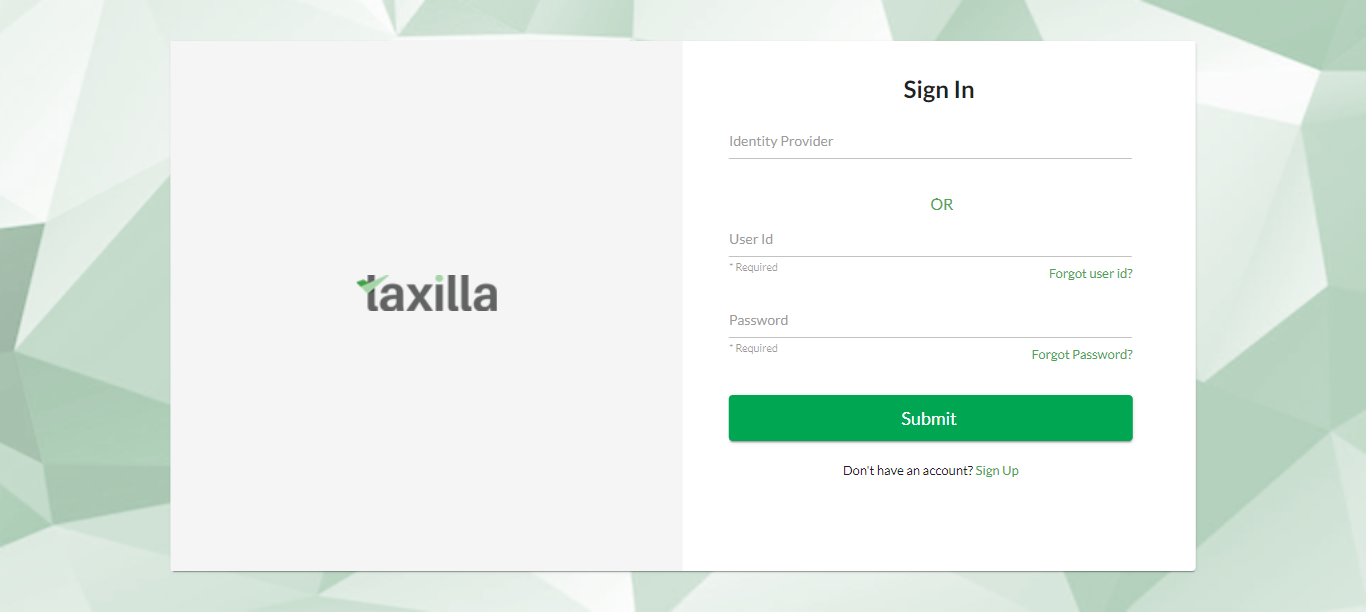 taxilla
Sign In
Identity Provider
OR
User Id
* Required
Forgot user id?
Password
* Required
Forgot Password?
Submit
Don't have an account? Sign Up